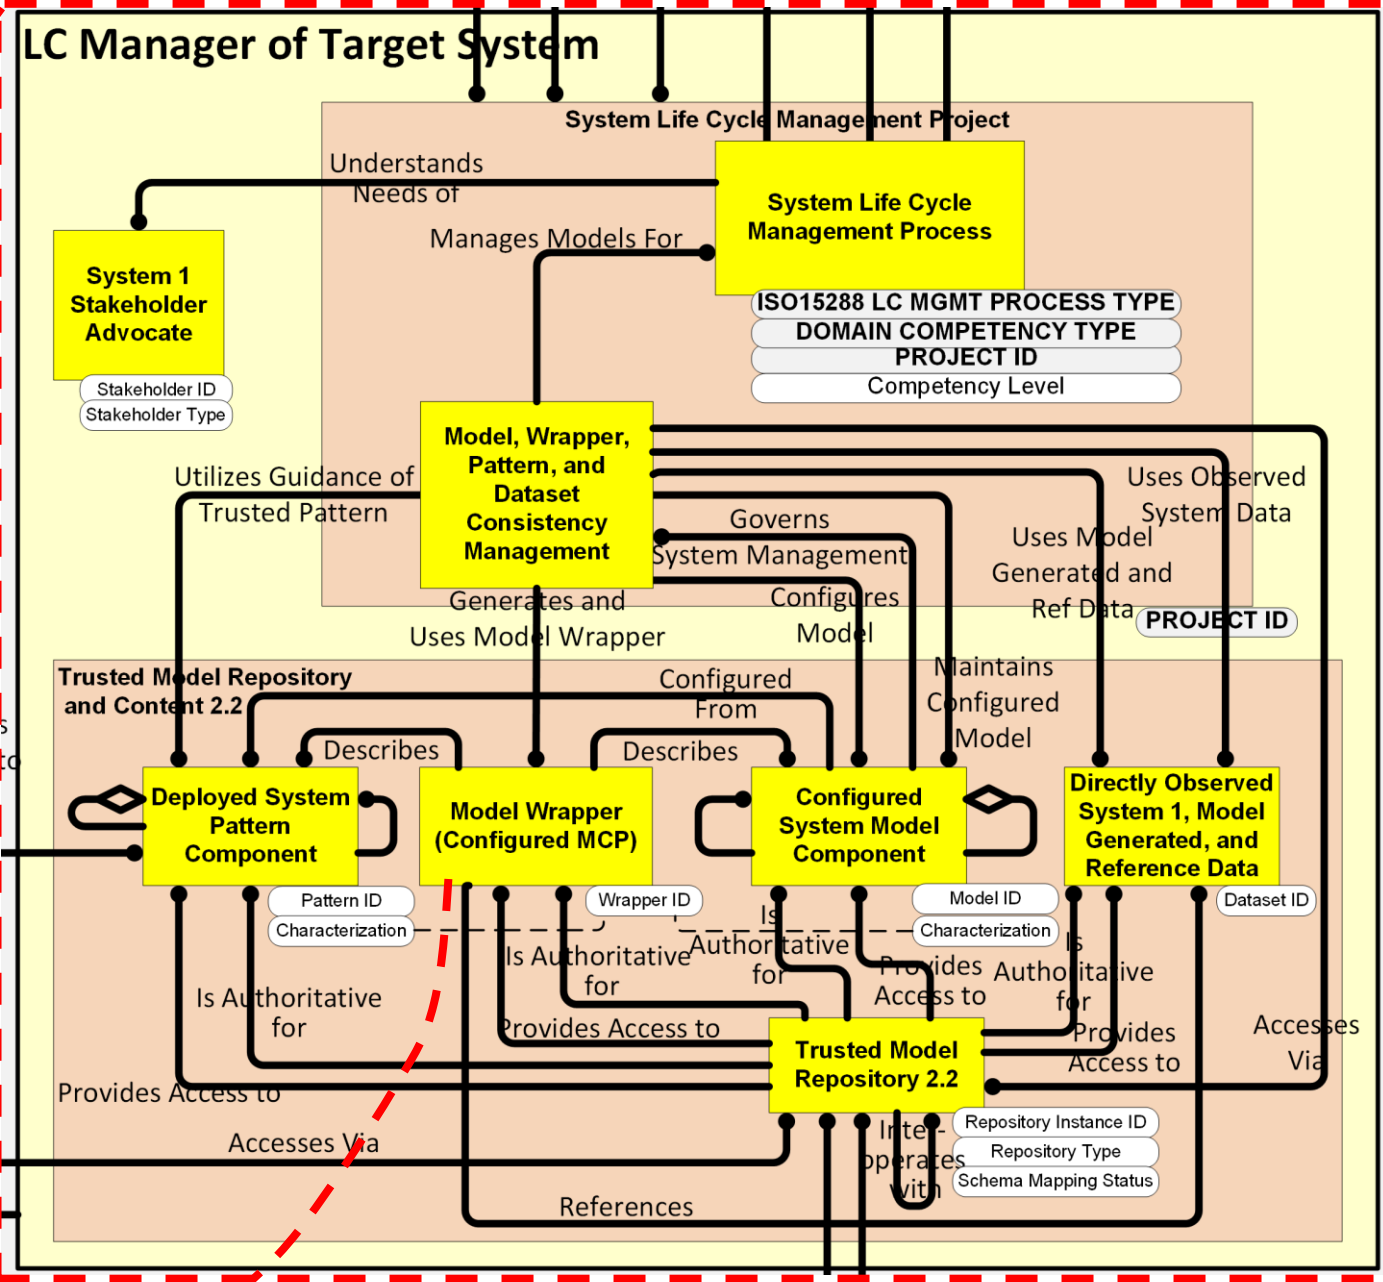 LC Manager of Target System
System Life Cycle Management Project
Understands
Needs of
System Life Cycle
Management Process
Manages Models For
System 1
Stakeholder
Advocate
ISO15288 LC MGMT PROCESS TYPE
DOMAIN COMPETENCY TYPE
PROJECT ID
Competency Level
Stakeholder ID
Stakeholder Type
Model, Wrapper,
Pattern, and
Dataset
Consistency
Management
Utilizes Guidance of
Trusted Pattern
Uses Observed
System Data
Governs
System Management
Uses Model
Generated and
Ref Data
Generates and
Uses Model Wrapper
Configures
Model
PROJECT ID
Trusted Model Repository
and Content 2.2
Configured
From
Maintains
Configured
Model
s
to
Describes
Describes
Deployed System
Pattern
Component
Model Wrapper
(Configured MCP)
Configured
System Model
Component
Directly Observed
System 1, Model
Generated, and
Reference Data
Pattern ID
Characterization
Wrapper ID
Model ID
Characterization
Dataset ID
Is Authoritative
for
Is Authoritative
for
Is
Authoritative
for
Provides
Access to
Is
Authoritative
for
Provides Access to
Provides
Access to
Accesses
Via
Trusted Model
Repository 2.2
Provides Access to
Repository Instance ID
Repository Type
Schema Mapping Status
Inter-
operates
with
Accesses Via
References